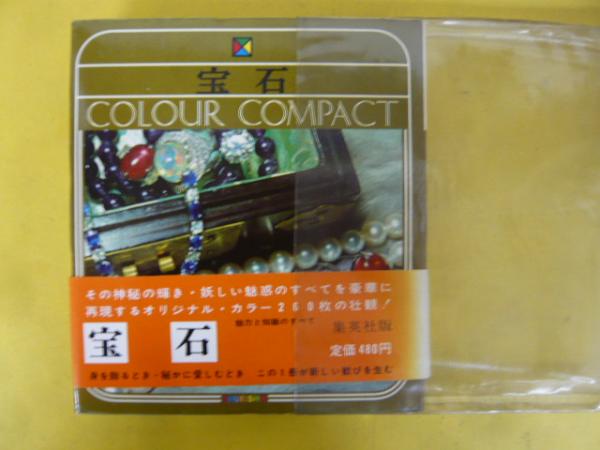 宝石
COLOUR COMPACT
その神秘の輝き・妖しい魅惑のすべてを豪華に
再現するオリジナル・カラー260枚の壮観！
魅力と知識のすべて
集英社版
宝石
定価480円
身を飾るとき・秘かに愛しむとき この1冊が新しい歓びを生む